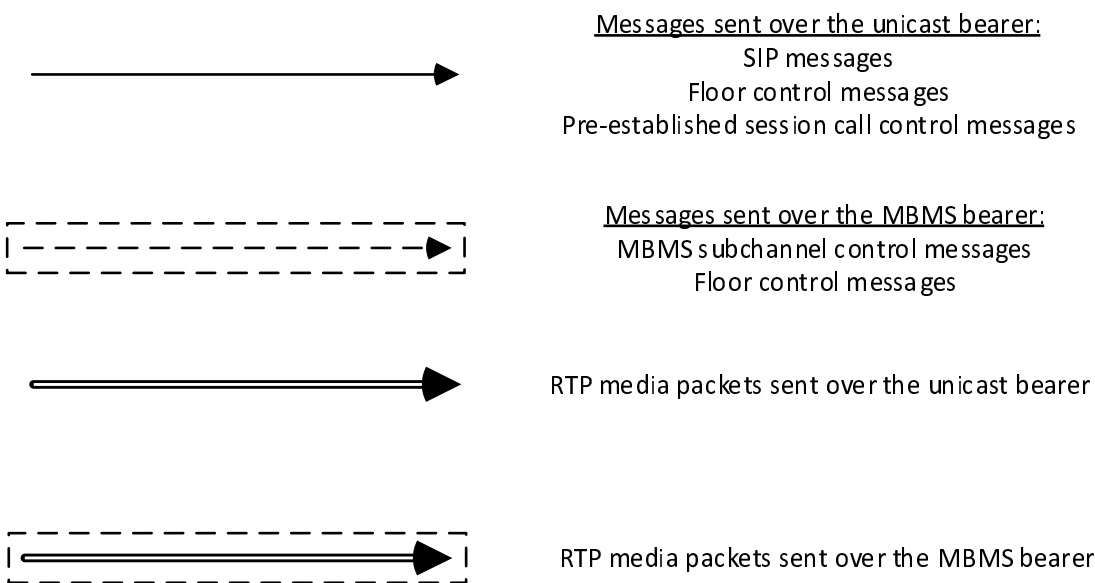 Messages sent over the unicast bearer:
SIP messages
Floor control messages
Pre-established session call control messages
Messages sent over the MBMS bearer:
MBMS subchannel control messages
Floor control messages
RTP media packets sent over the unicast bearer
RTP media packets sent over the MBMS bearer